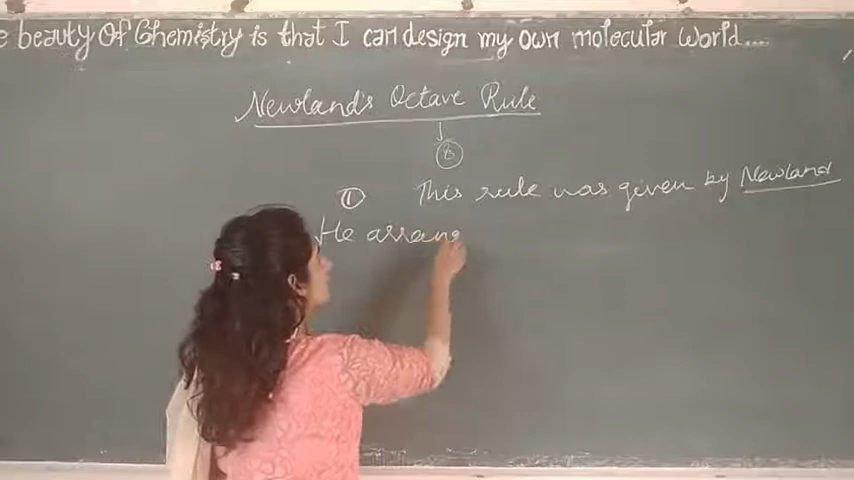 e beauty Of Chemistry is that I can design my own molecular world....
Newland's Octave Rule
↓
8
① This rule was given by Newland
He arrang